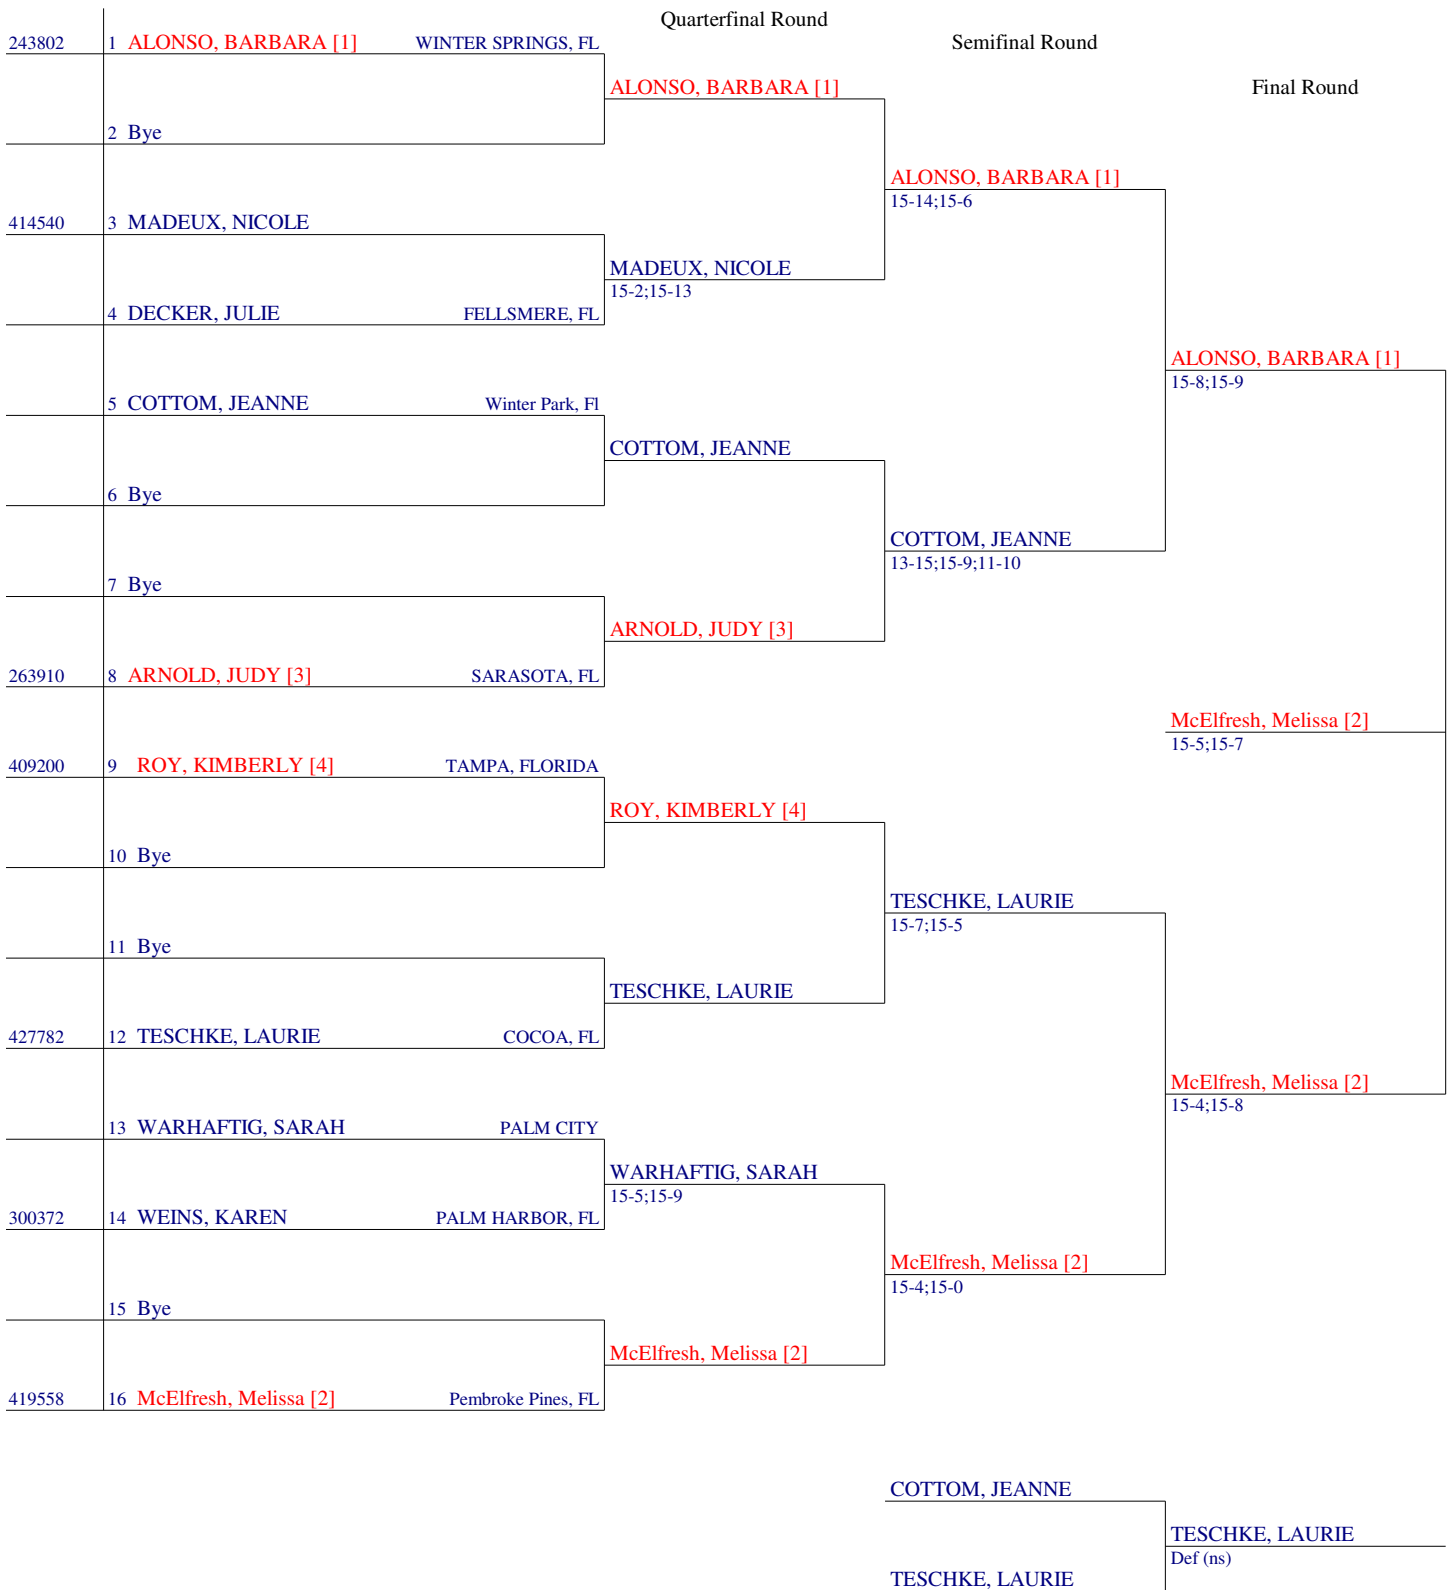 Quarterfinal Round
243802 1 ALONSO, BARBARA [1] WINTER SPRINGS, FL
Semifinal Round
ALONSO, BARBARA [1]
Final Round
2 Bye
ALONSO, BARBARA [1]
15-14;15-6
414540 3 MADEUX, NICOLE
MADEUX, NICOLE
15-2;15-13
4 DECKER, JULIE FELLSMERE, FL
ALONSO, BARBARA [1]
15-8;15-9
5 COTTOM, JEANNE Winter Park, Fl
COTTOM, JEANNE
6 Bye
COTTOM, JEANNE
13-15;15-9;11-10
7 Bye
ARNOLD, JUDY [3]
263910 8 ARNOLD, JUDY [3] SARASOTA, FL
McElfresh, Melissa [2]
15-5;15-7
409200 9 ROY, KIMBERLY [4] TAMPA, FLORIDA
ROY, KIMBERLY [4]
10 Bye
TESCHKE, LAURIE
15-7;15-5
11 Bye
TESCHKE, LAURIE
427782 12 TESCHKE, LAURIE COCOA, FL
McElfresh, Melissa [2]
15-4;15-8
13 WARHAFTIG, SARAH PALM CITY
WARHAFTIG, SARAH
15-5;15-9
300372 14 WEINS, KAREN PALM HARBOR, FL
McElfresh, Melissa [2]
15-4;15-0
15 Bye
McElfresh, Melissa [2]
419558 16 McElfresh, Melissa [2] Pembroke Pines, FL
COTTOM, JEANNE
TESCHKE, LAURIE
Def (ns)
TESCHKE, LAURIE